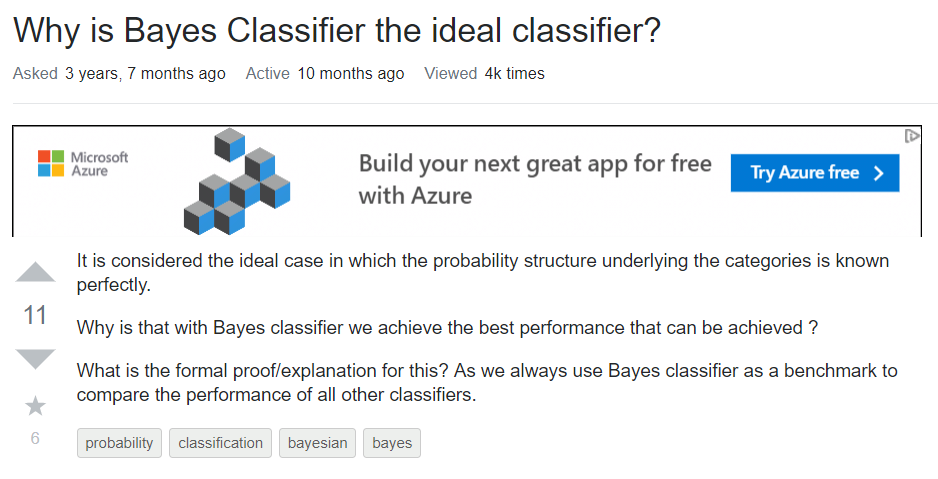 Why is Bayes Classifier the ideal classifier?
Asked 3 years, 7 months ago Active 10 months ago Viewed 4k times
Microsoft
Azure
Build your next great app for free
with Azure
Try Azure free
It is considered the ideal case in which the probability structure underlying the categories is known
perfectly.
11
Why is that with Bayes classifier we achieve the best performance that can be achieved ?
What is the formal proof/explanation for this? As we always use Bayes classifier as a benchmark to
compare the performance of all other classifiers.
6
probability classification bayesian bayes